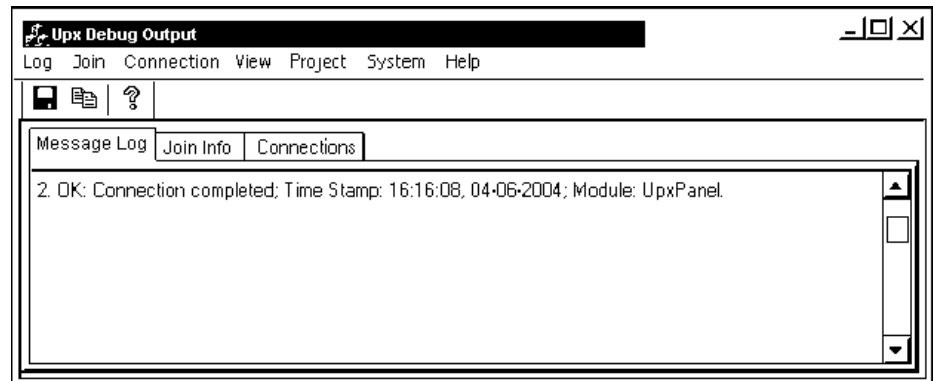 Upx Debug Output
Log Join Connection View Project System Help
Message Log Join Info Connections
2. OK: Connection completed; Time Stamp: 16:16:08, 04-06-2004; Module: UpxPanel.